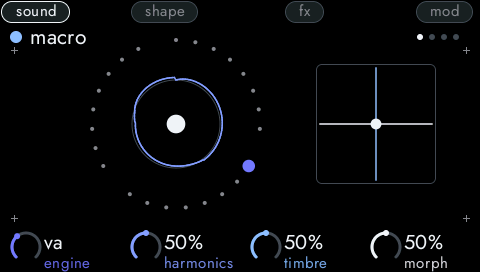 sound shape fx mod
macro
va 50% 50% 50%
engine harmonics timbre morph